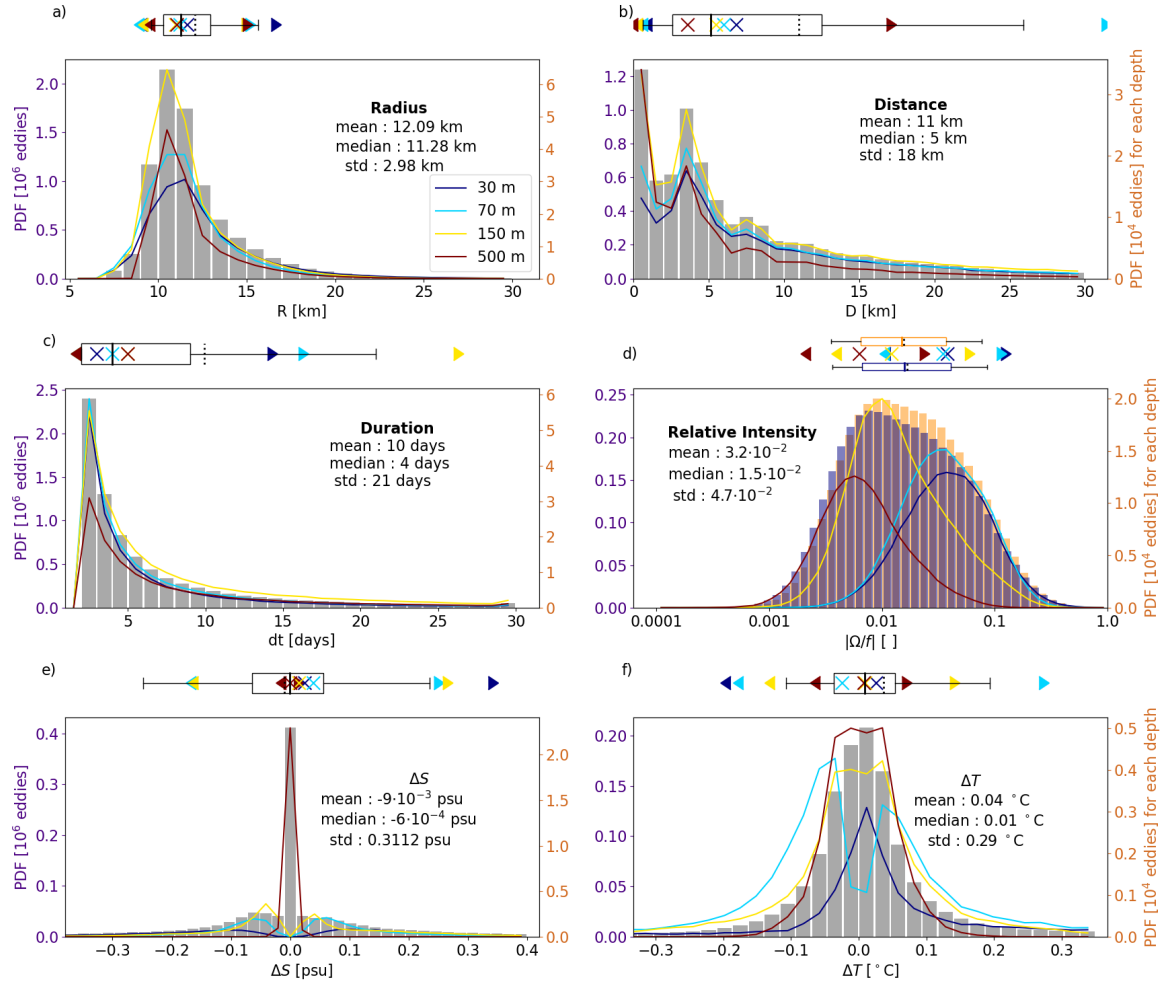 a)
Radius
mean : 12.09 km
median : 11.28 km
std : 2.98 km
30 m
70 m
150 m
500 m
PDF [10⁶ eddies]
2.0
1.5
1.0
0.5
0.0
6
5
4
3
2
1
0
5 10 15 20 25 30
R [km]
b)
Distance
mean : 11 km
median : 5 km
std : 18 km
1.2
1.0
0.8
0.6
0.4
0.2
0.0
3
2
1
0
PDF [10⁴ eddies] for each depth
0 5 10 15 20 25 30
D [km]
c)
Duration
mean : 10 days
median : 4 days
std : 21 days
PDF [10⁶ eddies]
2.5
2.0
1.5
1.0
0.5
0.0
6
5
4
3
2
1
0
5 10 15 20 25 30
dt [days]
d)
Relative Intensity
mean : 3.2·10⁻²
median : 1.5·10⁻²
std : 4.7·10⁻²
0.25
0.20
0.15
0.10
0.05
0.00
2.0
1.5
1.0
0.5
0.0
PDF [10⁴ eddies] for each depth
0.0001 0.001 0.01 0.1 1.0
|Ω/f| [ ]
e)
ΔS
mean : -9·10⁻³ psu
median : -6·10⁻⁴ psu
std : 0.3112 psu
PDF [10⁶ eddies]
0.4
0.3
0.2
0.1
0.0
2.0
1.5
1.0
0.5
0.0
−0.3 −0.2 −0.1 0.0 0.1 0.2 0.3 0.4
ΔS [psu]
f)
ΔT
mean : 0.04 °C
median : 0.01 °C
std : 0.29 °C
0.20
0.15
0.10
0.05
0.00
0.5
0.4
0.3
0.2
0.1
0.0
PDF [10⁴ eddies] for each depth
−0.3 −0.2 −0.1 0.0 0.1 0.2 0.3
ΔT [°C]